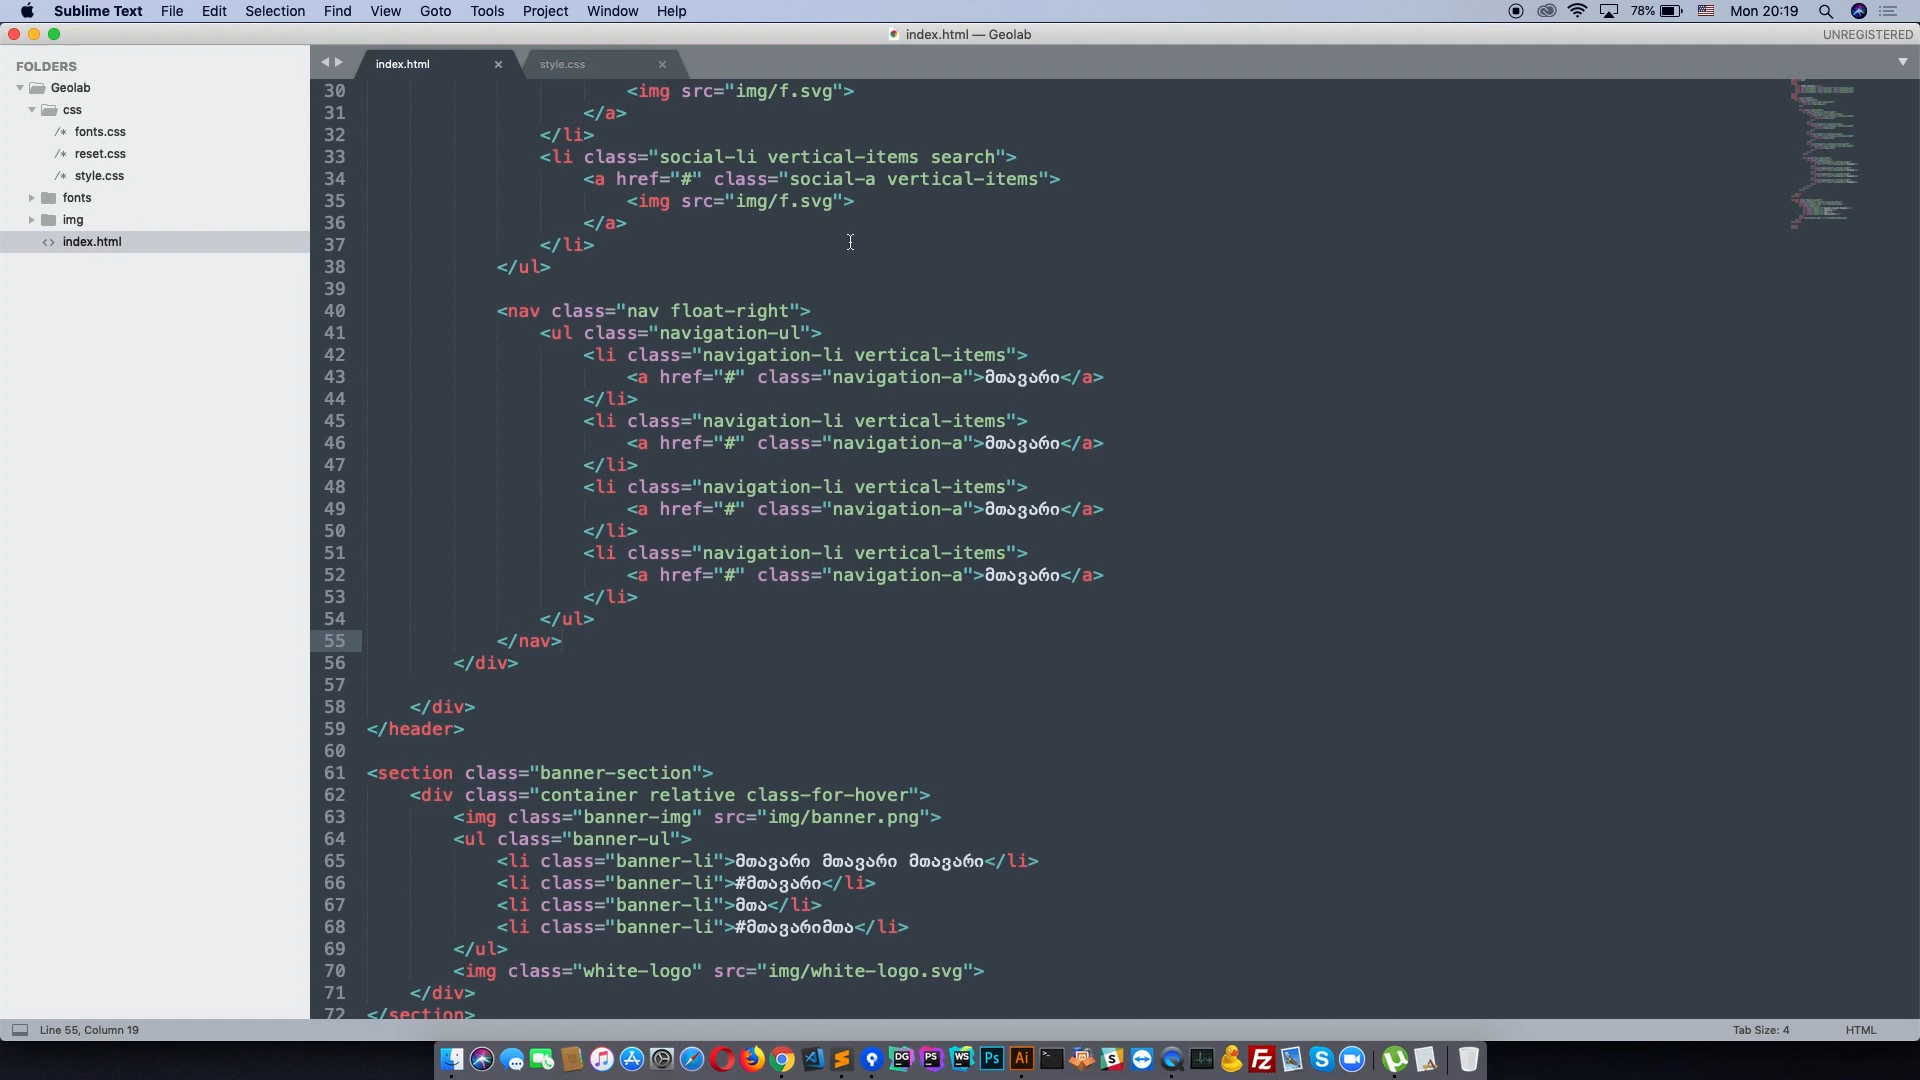 Sublime Text File Edit Selection Find View Goto Tools Project Window Help 78% Mon 20:19
index.html — Geolab UNREGISTERED
FOLDERS
Geolab
css
/* fonts.css
/* reset.css
/* style.css
fonts
img
<> index.html
index.html × style.css ×
30 <img src="img/f.svg">
31 </a>
32 </li>
33 <li class="social-li vertical-items search">
34 <a href="#" class="social-a vertical-items">
35 <img src="img/f.svg">
36 </a>
37 </li>
38 </ul>
39
40 <nav class="nav float-right">
41 <ul class="navigation-ul">
42 <li class="navigation-li vertical-items">
43 <a href="#" class="navigation-a">მთავარი</a>
44 </li>
45 <li class="navigation-li vertical-items">
46 <a href="#" class="navigation-a">მთავარი</a>
47 </li>
48 <li class="navigation-li vertical-items">
49 <a href="#" class="navigation-a">მთავარი</a>
50 </li>
51 <li class="navigation-li vertical-items">
52 <a href="#" class="navigation-a">მთავარი</a>
53 </li>
54 </ul>
55 </nav>
56 </div>
57
58 </div>
59 </header>
60
61 <section class="banner-section">
62 <div class="container relative class-for-hover">
63 <img class="banner-img" src="img/banner.png">
64 <ul class="banner-ul">
65 <li class="banner-li">მთავარი მთავარი მთავარი</li>
66 <li class="banner-li">#მთავარი</li>
67 <li class="banner-li">მთა</li>
68 <li class="banner-li">#მთავარიმთა</li>
69 </ul>
70 <img class="white-logo" src="img/white-logo.svg">
71 </div>
72 </section>
Line 55, Column 19 Tab Size: 4 HTML
DG PS WS Ps Ai Fz